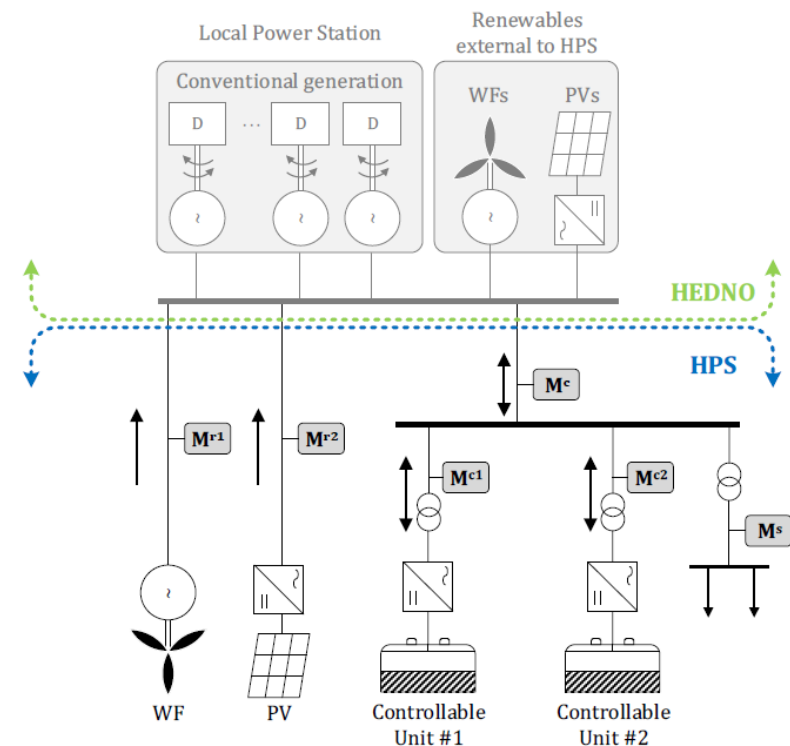 Local Power Station
Renewables
external to HPS
Conventional generation
D
...
D
D
WFs
PVs
~
~
~
~
HEDNO
HPS
Mᶜ
Mʳ¹
Mʳ²
Mᶜ¹
Mᶜ²
Mˢ
~
WF
PV
Controllable
Unit #1
Controllable
Unit #2